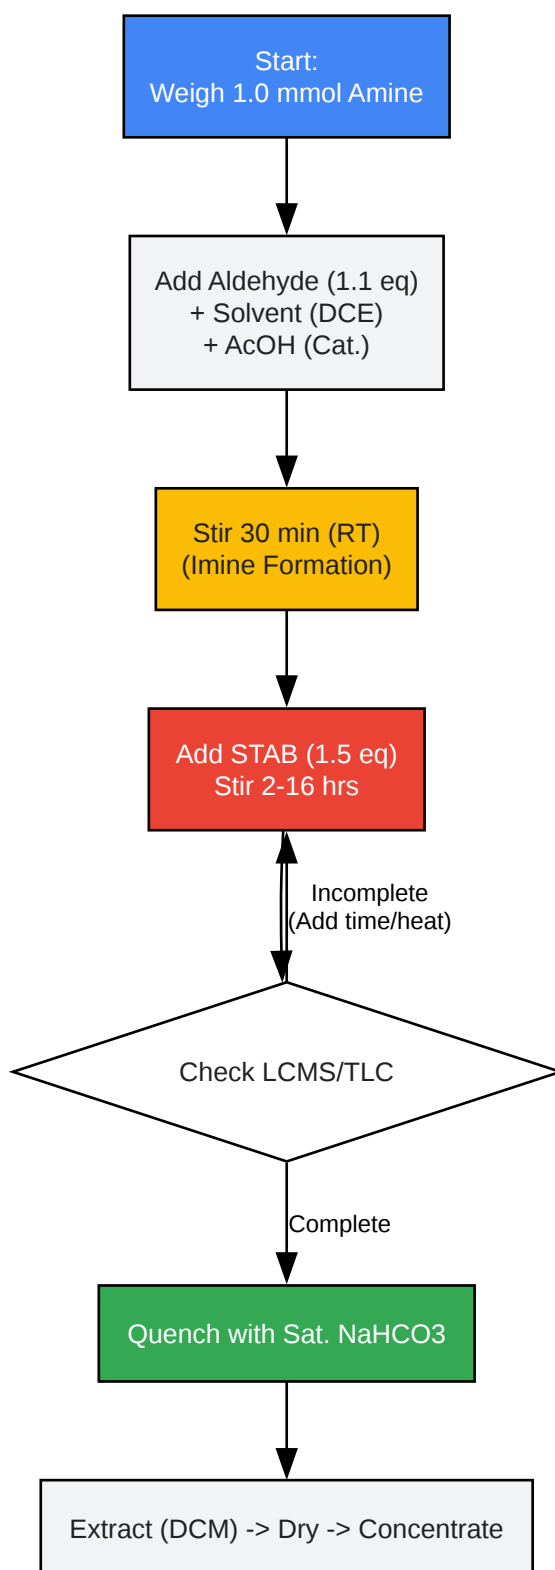 Start:
Weigh 1.0 mmol Amine
Add Aldehyde (1.1 eq)
+ Solvent (DCE)
+ AcOH (Cat.)
Stir 30 min (RT)
(Imine Formation)
Add STAB (1.5 eq)
Stir 2-16 hrs
Incomplete
(Add time/heat)
Check LCMS/TLC
Complete
Quench with Sat. NaHCO3
Extract (DCM) -> Dry -> Concentrate